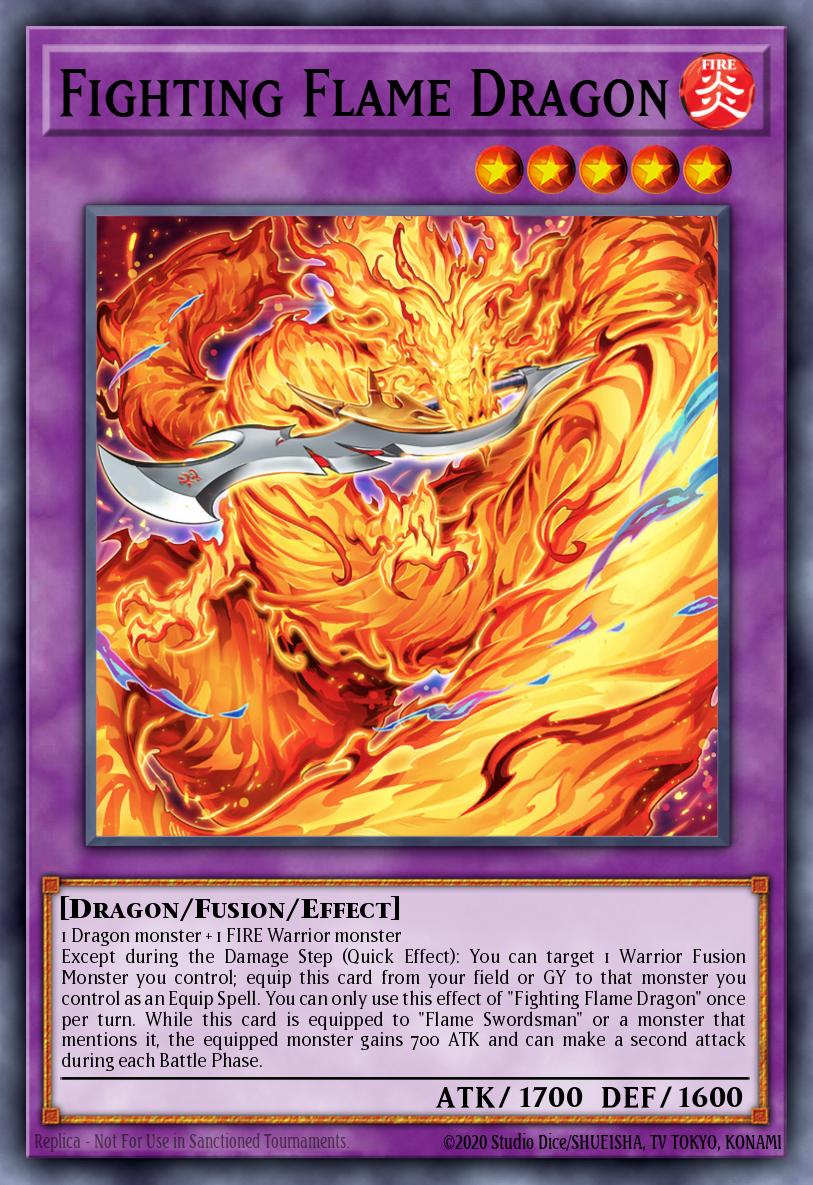 Fighting Flame Dragon
FIRE
炎
[Dragon/Fusion/Effect]
1 Dragon monster + 1 FIRE Warrior monster
Except during the Damage Step (Quick Effect): You can target 1 Warrior Fusion
Monster you control; equip this card from your field or GY to that monster you
control as an Equip Spell. You can only use this effect of "Fighting Flame Dragon" once
per turn. While this card is equipped to "Flame Swordsman" or a monster that
mentions it, the equipped monster gains 700 ATK and can make a second attack
during each Battle Phase.
ATK/ 1700 DEF/ 1600
Replica - Not For Use in Sanctioned Tournaments.
©2020 Studio Dice/SHUEISHA, TV TOKYO, KONAMI